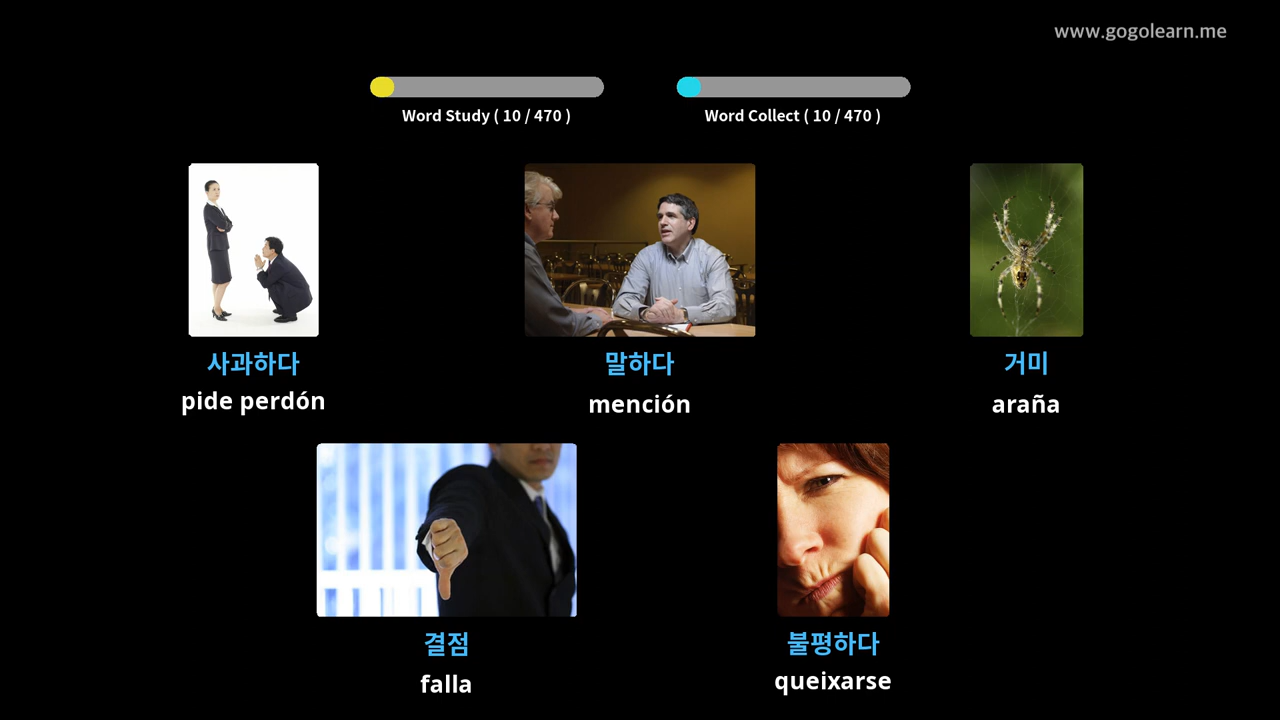 www.gogolearn.me
Word Study ( 10 / 470 )
Word Collect ( 10 / 470 )
사과하다
pide perdón
말하다
mención
거미
araña
결점
falla
불평하다
queixarse